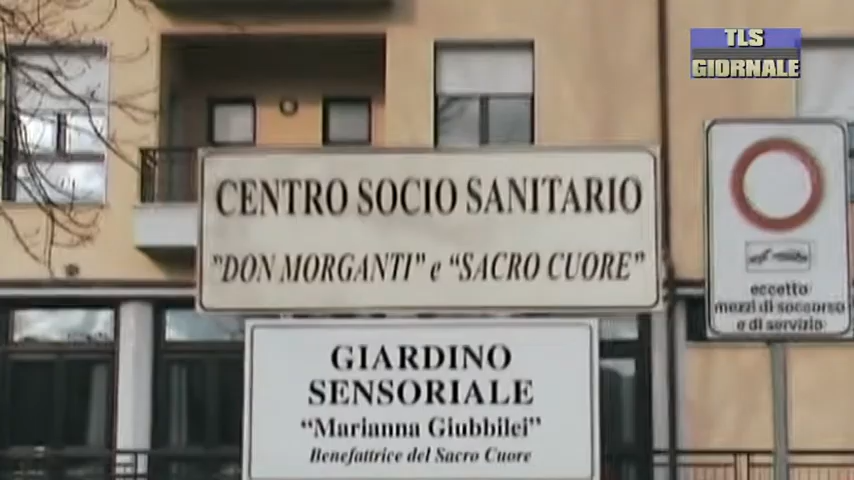 TLS
GIORNALE
CENTRO SOCIO SANITARIO
"DON MORGANTI" e "SACRO CUORE"
GIARDINO
SENSORIALE
"Marianna Giubbilei"
Benefattrice del Sacro Cuore
eccetto
mezzi di soccorso
e di servizio